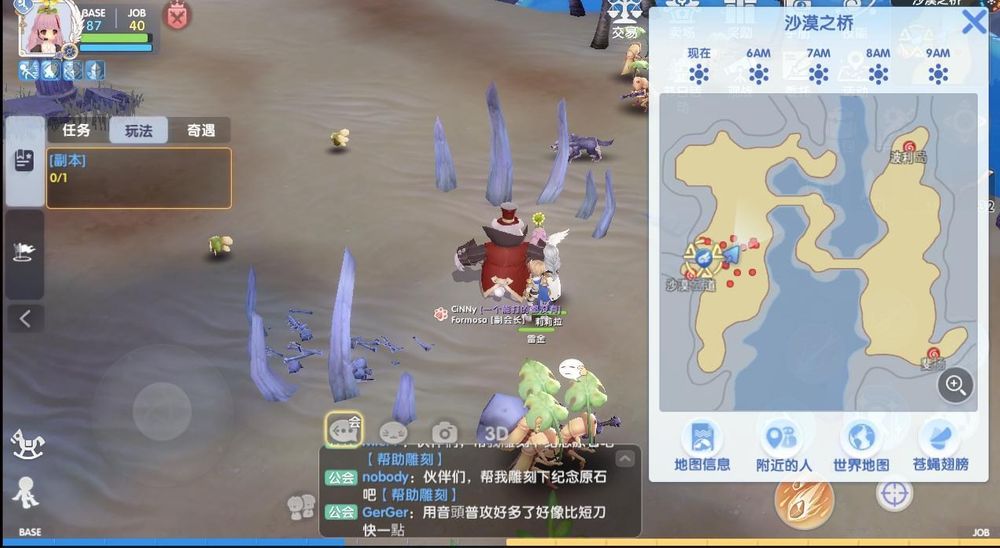 BASE
87
JOB
40
交易
任务
玩法
奇遇
[副本]
0/1
沙漠之桥
现在
6AM
7AM
8AM
9AM
波利岛
地图信息
附近的人
世界地图
苍蝇翅膀
CiNNy
Formosa [副会长]
莉莉拉
雷金
会
3D
【帮助雕刻】
公会 nobody：伙伴们，帮我雕刻下纪念原石
吧【帮助雕刻】
公会 GerGer：用音頭普攻好多了好像比短刀
快一點
BASE
JOB